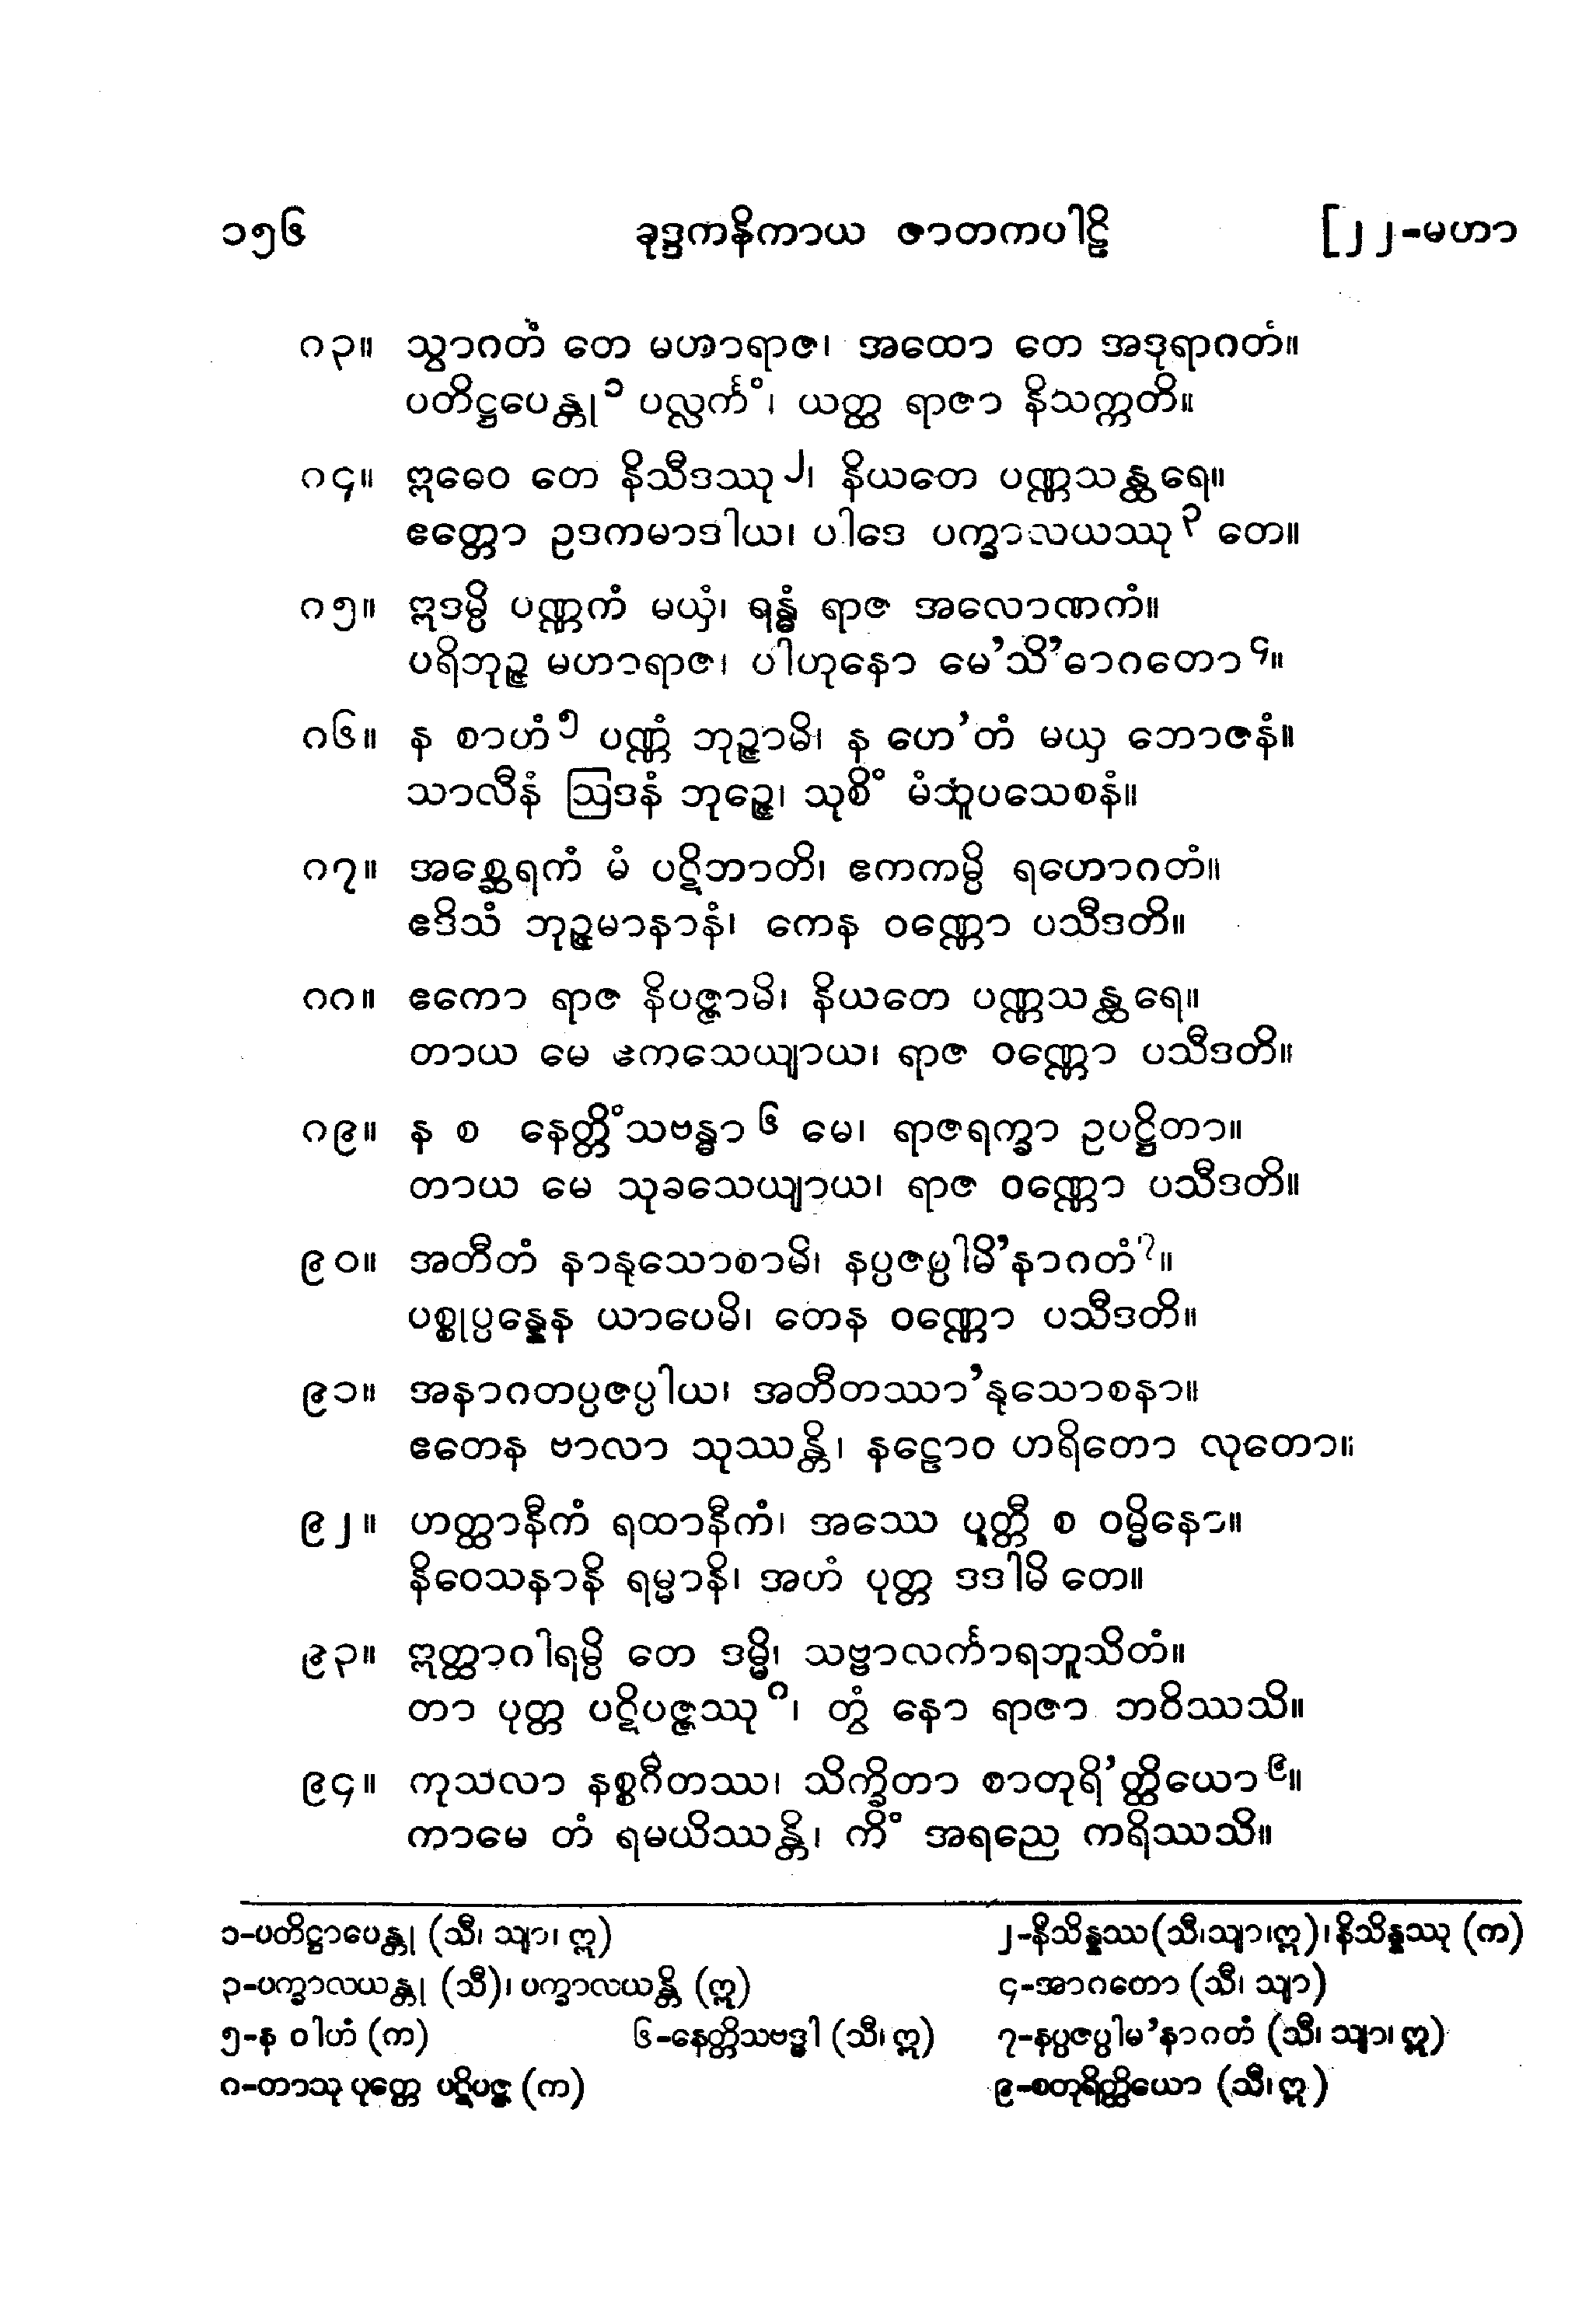 ၁၅၆ ခုဒ္ဒကနိကာယ ဇာတကပါဠိ [၂၂-မဟာ
၈၃။ သွာဂတံ တေ မဟာရာဇ၊ အထော တေ အဒုရာဂတံ။
ပတိဋ္ဌပေန္တု၁ ပလ္လင်္ကံ၊ ယတ္ထ ရာဇာ နိသက္ကတိ။
၈၄။ ဣဓေဝ တေ နိသီဒဿု၂၊ နိယတေ ပဏ္ဏသန္ထရေ။
ဧတ္တော ဥဒကမာဒါယ၊ ပါဒေ ပက္ခာလယဿု၃ တေ။
၈၅။ ဣဒမ္ပိ ပဏ္ဏကံ မယှံ၊ ရန္ဓံ ရာဇ အလောဏကံ။
ပရိဘုဉ္ဇ မဟာရာဇ၊ ပါဟုနော မေ’သိ’ဓာဂတော၄။
၈၆။ န စာဟံ၅ ပဏ္ဏံ ဘုဉ္ဇာမိ၊ န ဟေ’တံ မယှ ဘောဇနံ။
သာလီနံ ဩဒနံ ဘုဉ္ဇေ၊ သုစိံ မံသူပသေစနံ။
၈၇။ အစ္ဆေရကံ မံ ပဋိဘာတိ၊ ဧကကမ္ပိ ရဟောဂတံ။
ဧဒိသံ ဘုဉ္ဇမာနာနံ၊ ကေန ဝဏ္ဏော ပသီဒတိ။
၈၈။ ဧကော ရာဇ နိပဇ္ဇာမိ၊ နိယတေ ပဏ္ဏသန္ထရေ။
တာယ မေ ဧကသေယျာယ၊ ရာဇ ဝဏ္ဏော ပသီဒတိ။
၈၉။ န စ နေတ္တိံသဗန္ဓာ၆ မေ၊ ရာဇရက္ခာ ဥပဋ္ဌိတာ။
တာယ မေ သုခသေယျာယ၊ ရာဇ ဝဏ္ဏော ပသီဒတိ။
၉၀။ အတီတံ နာနုသောစာမိ၊ နပ္ပဇပ္ပါမိ’နာဂတံ၇။
ပစ္စုပ္ပန္နေန ယာပေမိ၊ တေန ဝဏ္ဏော ပသီဒတိ။
၉၁။ အနာဂတပ္ပဇပ္ပါယ၊ အတီတဿာ’နုသောစနာ။
ဧတေန ဗာလာ သုဿန္တိ၊ နဠောဝ ဟရိတော လုတော။
၉၂။ ဟတ္ထာနီကံ ရထာနီကံ၊ အဿေ ပတ္တီ စ ဝမ္မိနော။
နိဝေသနာနိ ရမ္မာနိ၊ အဟံ ပုတ္တ ဒဒါမိ တေ။
၉၃။ ဣတ္ထာဂါရမ္ပိ တေ ဒမ္မိ၊ သဗ္ဗာလင်္ကာရဘူသိတံ။
တာ ပုတ္တ ပဋိပဇ္ဇဿု၈၊ တွံ နော ရာဇာ ဘဝိဿသိ။
၉၄။ ကုသလာ နစ္စဂီတဿ၊ သိက္ခိတာ စာတုရိ’တ္ထိယော၉။
ကာမေ တံ ရမယိဿန္တိ၊ ကိံ အရညေ ကရိဿသိ။
၁-ပတိဋ္ဌာပေန္တု (သီ၊ သျာ၊ ဣ) ၂-နိသိန္နဿ(သီ၊သျာ၊ဣ)၊နိသိန္နဿု (က)
၃-ပက္ခာလယန္တု (သီ)၊ ပက္ခာလယန္တိ (ဣ) ၄-အာဂတော (သီ၊ သျာ)
၅-န ဝါဟံ (က) ၆-နေတ္တိသဗဒ္ဓါ (သီ၊ ဣ) ၇-နပ္ပဇပ္ပါမ’နာဂတံ (သီ၊ သျာ၊ ဣ)
၈-တာသု ပုတ္တေ ပဋိပဇ္ဇ (က) ၉-စတုရိတ္ထိယော (သီ၊ ဣ)